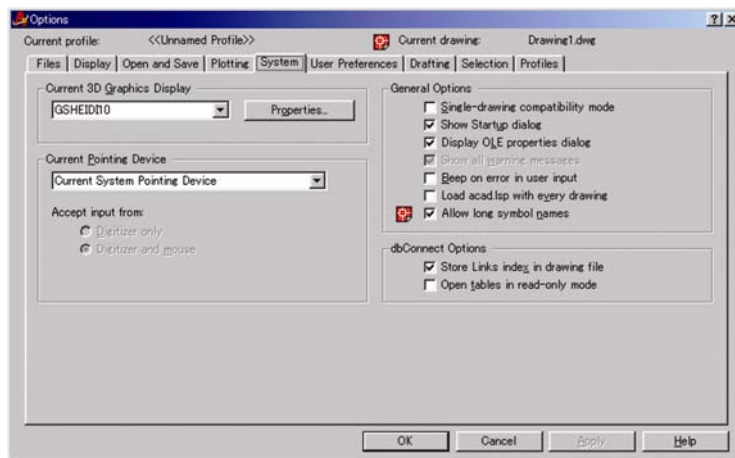 Options
Current profile: <<Unnamed Profile>> Current drawing: Drawing1.dwg
Files Display Open and Save Plotting System User Preferences Drafting Selection Profiles
Current 3D Graphics Display
GSHEIDI10 Properties...
Current Pointing Device
Current System Pointing Device
Accept input from:
Digitizer only
Digitizer and mouse
General Options
Single-drawing compatibility mode
Show Startup dialog
Display OLE properties dialog
Show all warning messages
Beep on error in user input
Load acad.lsp with every drawing
Allow long symbol names
dbConnect Options
Store Links index in drawing file
Open tables in read-only mode
OK Cancel Apply Help